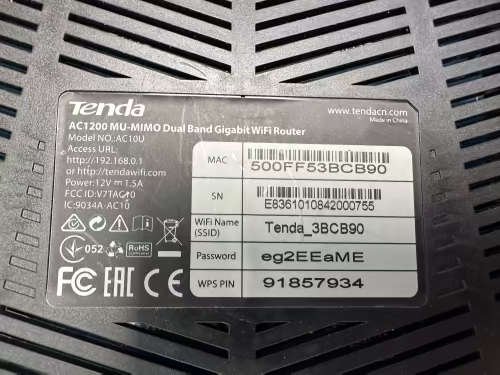 Tenda
www.tendacn.com
Made in China
AC1200 MU-MIMO Dual Band Gigabit WiFi Router
Model NO.:AC10U
Access URL:
http://192.168.0.1
or http://tendawifi.com
Power:12V ⎓ 1.5A
FCC ID:V7TAC10
IC:9034A-AC10
052
RoHS
FC EAC CE
MAC
500FF53BCB90
SN
E8361010842000755
WiFi Name
(SSID)
Tenda_3BCB90
Password
eg2EEaME
WPS PIN
91857934